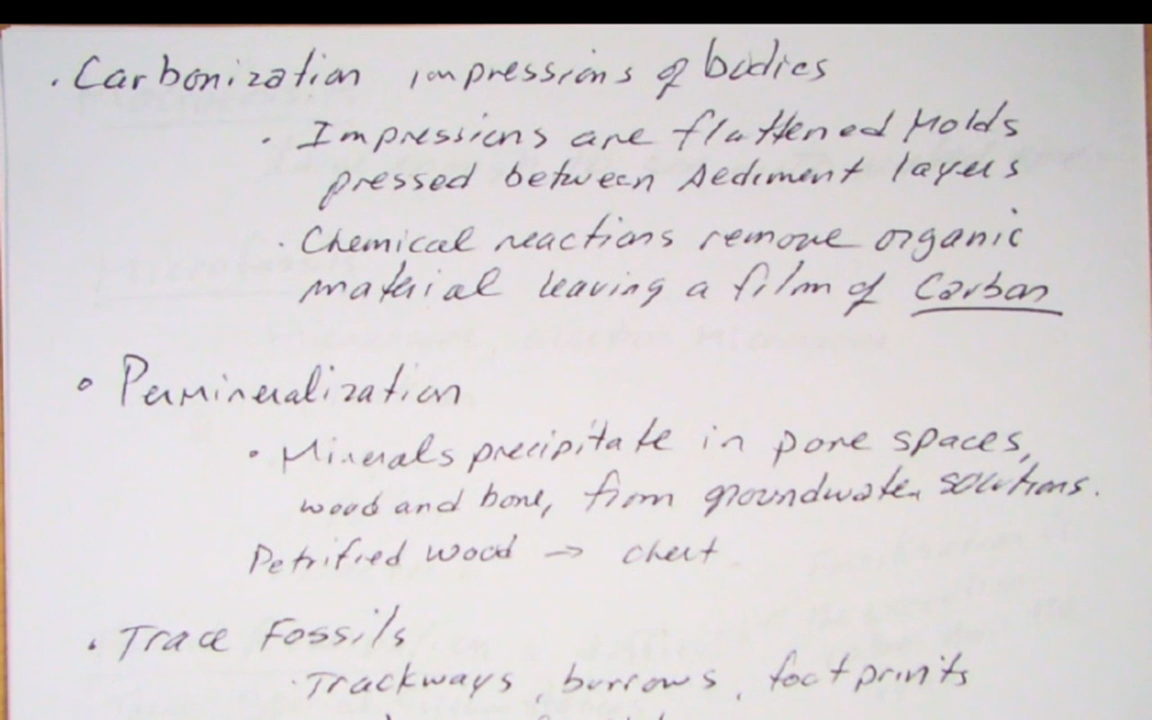 · Carbonization impressions of bodies
· Impressions are flattened Molds
pressed between sediment layers
· Chemical reactions remove organic
material leaving a film of Carbon
· Permineralization
· Minerals precipitate in pore spaces,
wood and bone, from groundwater solutions.
Petrified wood → chert
· Trace Fossils
· Trackways, burrows, footprints